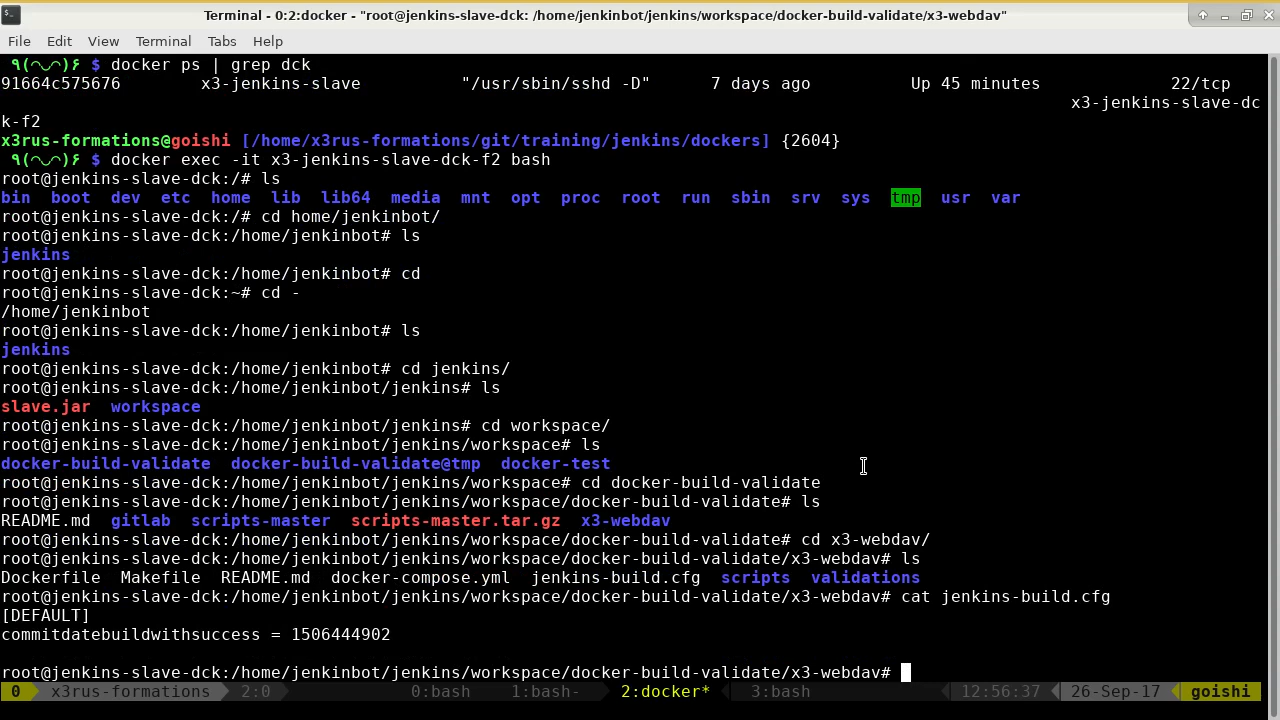 Terminal - 0:2:docker - "root@jenkins-slave-dck: /home/jenkinbot/jenkins/workspace/docker-build-validate/x3-webdav"
File Edit View Terminal Tabs Help
٩(◡◡)۶ $ docker ps | grep dck
91664c575676 x3-jenkins-slave "/usr/sbin/sshd -D" 7 days ago Up 45 minutes 22/tcp
x3-jenkins-slave-dc
k-f2
x3rus-formations@goishi [/home/x3rus-formations/git/training/jenkins/dockers] {2604}
٩(◡◡)۶ $ docker exec -it x3-jenkins-slave-dck-f2 bash
root@jenkins-slave-dck:/# ls
bin boot dev etc home lib lib64 media mnt opt proc root run sbin srv sys tmp usr var
root@jenkins-slave-dck:/# cd home/jenkinbot/
root@jenkins-slave-dck:/home/jenkinbot# ls
jenkins
root@jenkins-slave-dck:/home/jenkinbot# cd
root@jenkins-slave-dck:~# cd -
/home/jenkinbot
root@jenkins-slave-dck:/home/jenkinbot# ls
jenkins
root@jenkins-slave-dck:/home/jenkinbot# cd jenkins/
root@jenkins-slave-dck:/home/jenkinbot/jenkins# ls
slave.jar workspace
root@jenkins-slave-dck:/home/jenkinbot/jenkins# cd workspace/
root@jenkins-slave-dck:/home/jenkinbot/jenkins/workspace# ls
docker-build-validate docker-build-validate@tmp docker-test
root@jenkins-slave-dck:/home/jenkinbot/jenkins/workspace# cd docker-build-validate
root@jenkins-slave-dck:/home/jenkinbot/jenkins/workspace/docker-build-validate# ls
README.md gitlab scripts-master scripts-master.tar.gz x3-webdav
root@jenkins-slave-dck:/home/jenkinbot/jenkins/workspace/docker-build-validate# cd x3-webdav/
root@jenkins-slave-dck:/home/jenkinbot/jenkins/workspace/docker-build-validate/x3-webdav# ls
Dockerfile Makefile README.md docker-compose.yml jenkins-build.cfg scripts validations
root@jenkins-slave-dck:/home/jenkinbot/jenkins/workspace/docker-build-validate/x3-webdav# cat jenkins-build.cfg
[DEFAULT]
commitdatebuildwithsuccess = 1506444902
root@jenkins-slave-dck:/home/jenkinbot/jenkins/workspace/docker-build-validate/x3-webdav#
0 x3rus-formations 2:0 0:bash 1:bash- 2:docker* 3:bash 12:56:37 26-Sep-17 goishi